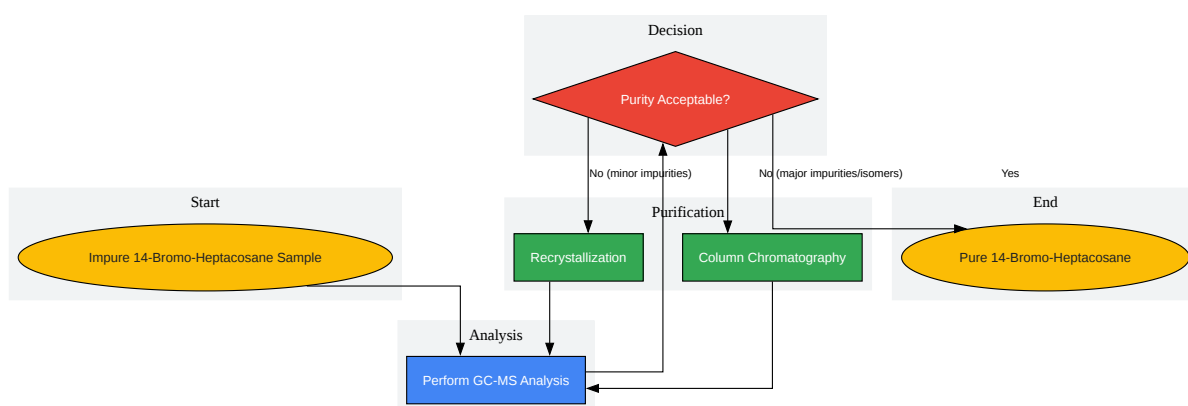 Decision
Purity Acceptable?
No (minor impurities)
No (major impurities/isomers)
Yes
Start
Impure 14-Bromo-Heptacosane Sample
Purification
Recrystallization
Column Chromatography
End
Pure 14-Bromo-Heptacosane
Analysis
Perform GC-MS Analysis